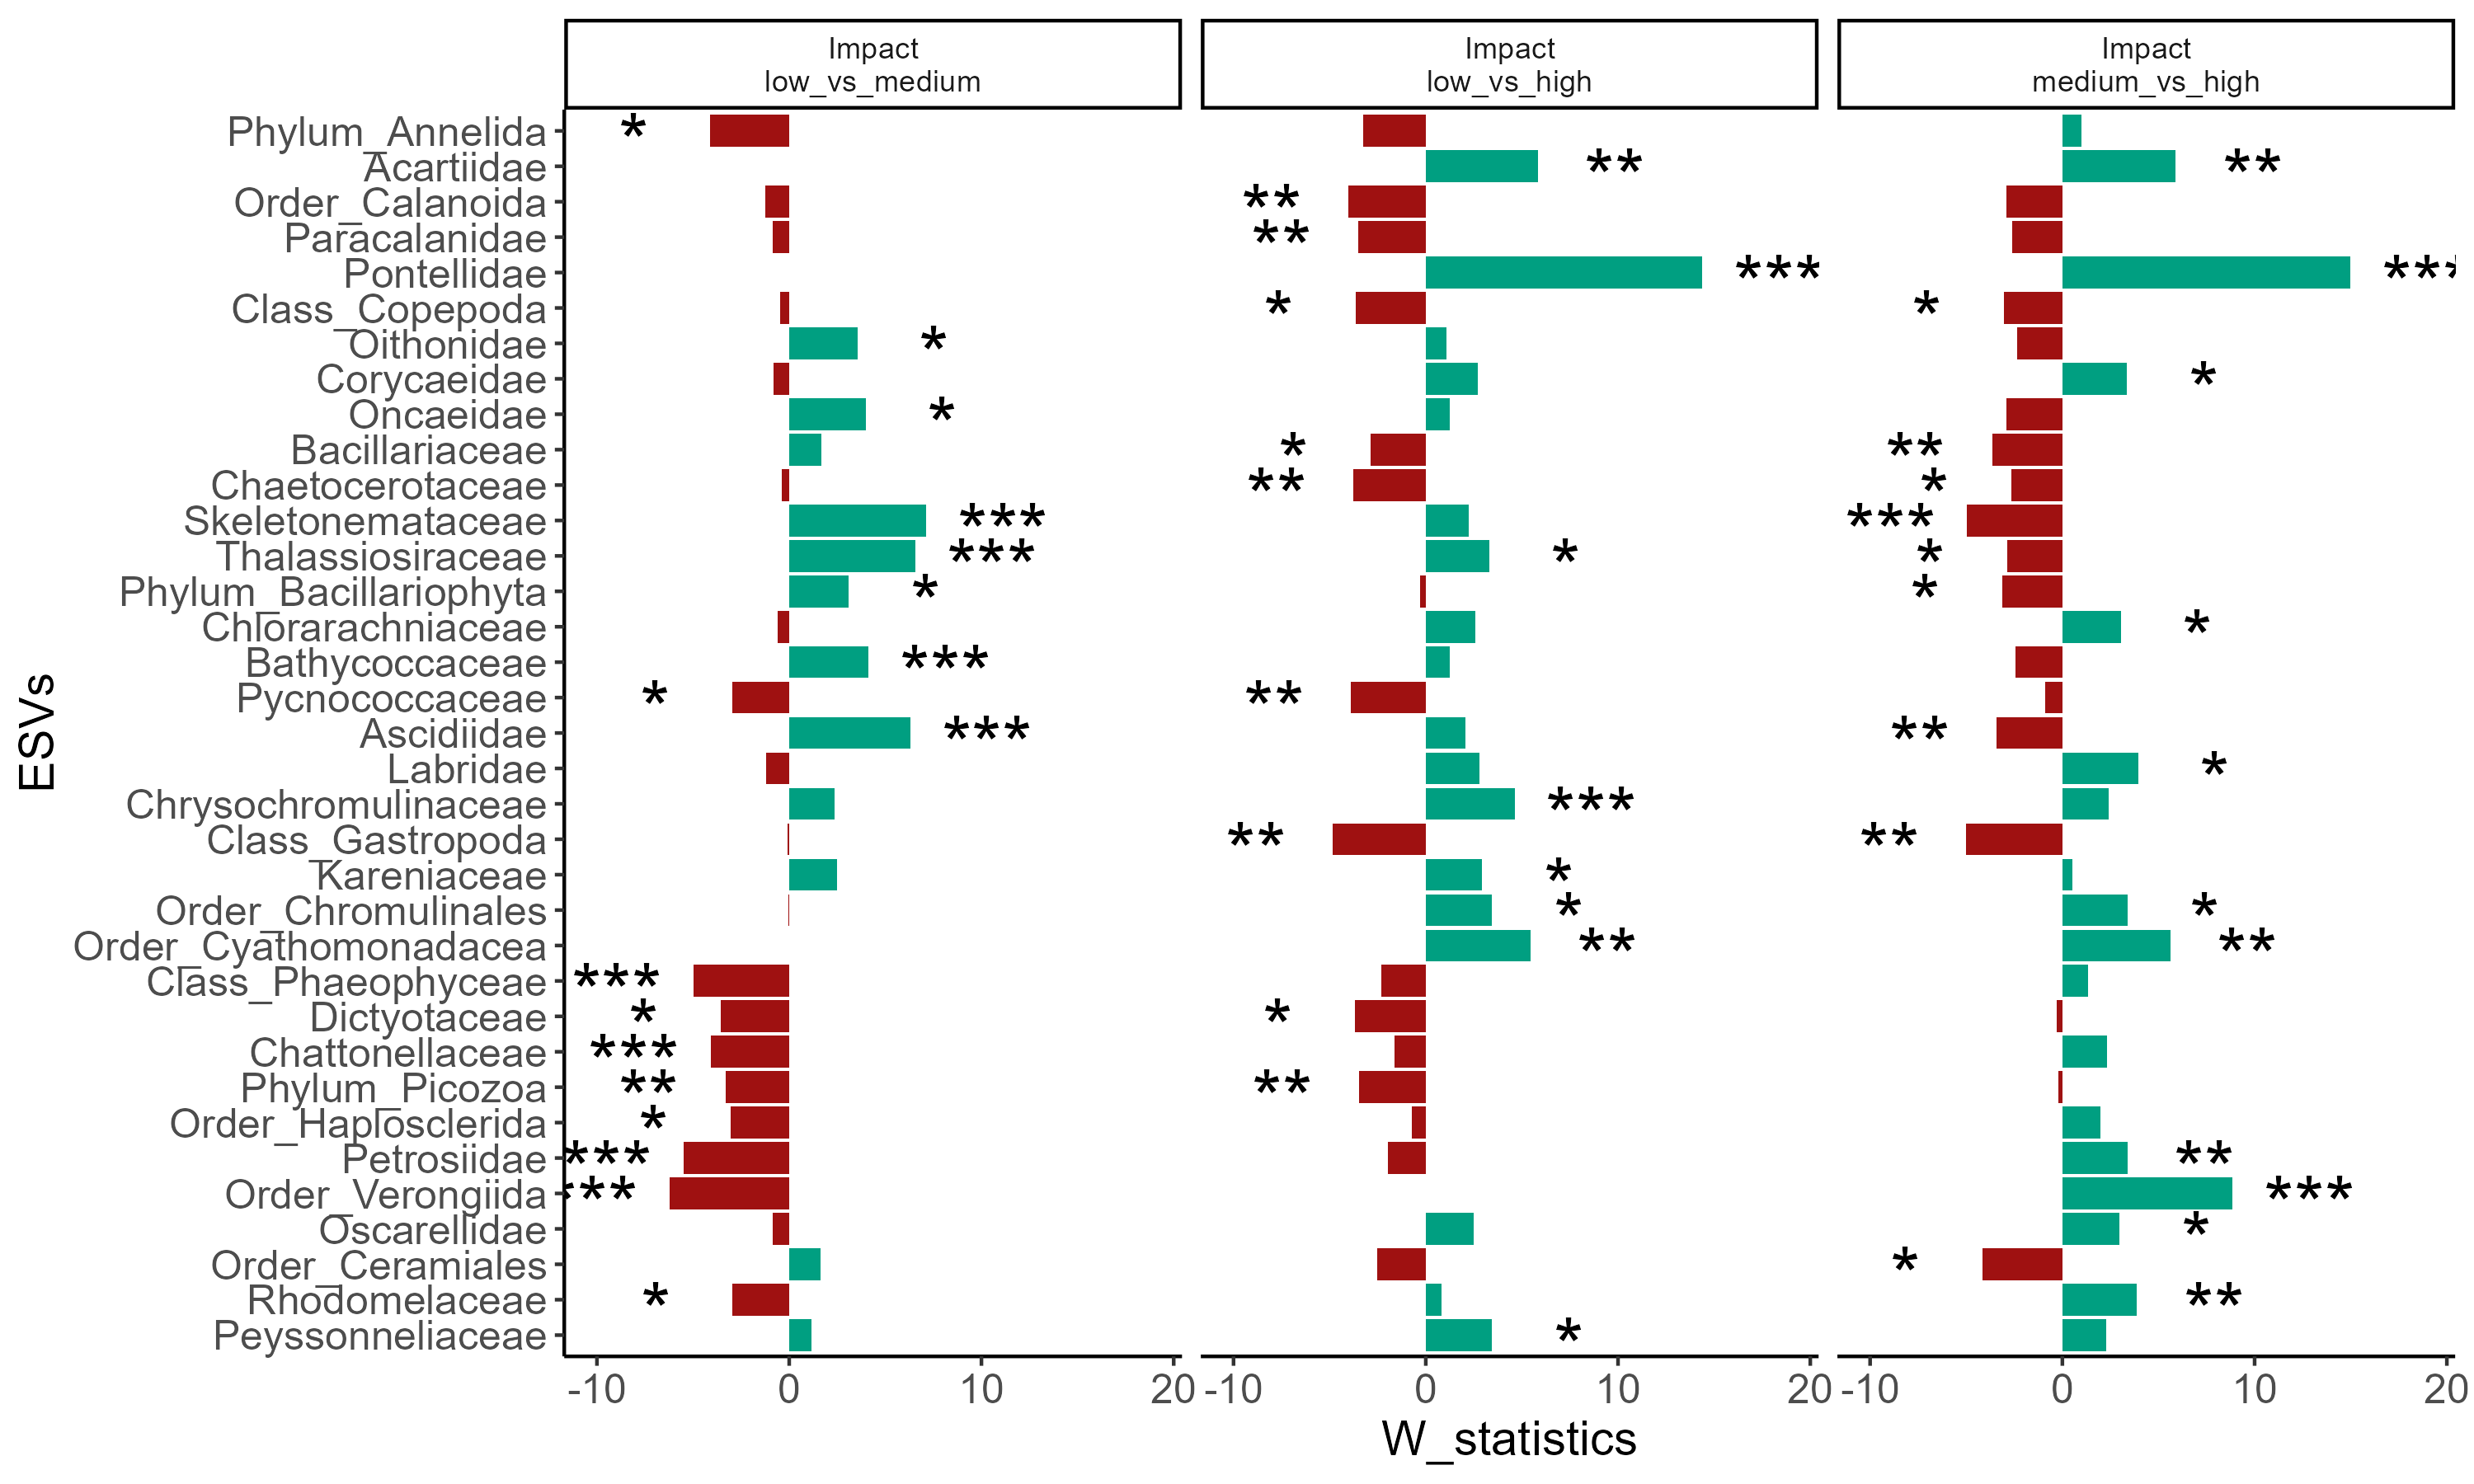 Impact
low_vs_medium
Impact
low_vs_high
Impact
medium_vs_high
ESVs
Phylum_Annelida * **
Acartiidae ** **
Order_Calanoida **
Paracalanidae **
Pontellidae *** ***
Class_Copepoda * *
Oithonidae *
Corycaeidae *
Oncaeidae *
Bacillariaceae * **
Chaetocerotaceae ** *
Skeletonemataceae *** ***
Thalassiosiraceae *** * *
Phylum_Bacillariophyta * *
Chlorarachniaceae *
Bathycoccaceae ***
Pycnococcaceae * **
Ascidiidae *** **
Labridae *
Chrysochromulinaceae ***
Class_Gastropoda ** **
Kareniaceae *
Order_Chromulinales * *
Order_Cyathomonadacea ** **
Class_Phaeophyceae ***
Dictyotaceae * *
Chattonellaceae ***
Phylum_Picozoa ** **
Order_Haplosclerida *
Petrosiidae *** **
Order_Verongiida *** ***
Oscarellidae *
Order_Ceramiales *
Rhodomelaceae * **
Peyssonneliaceae *
-10 0 10 20 -10 0 10 20 -10 0 10 20
W_statistics